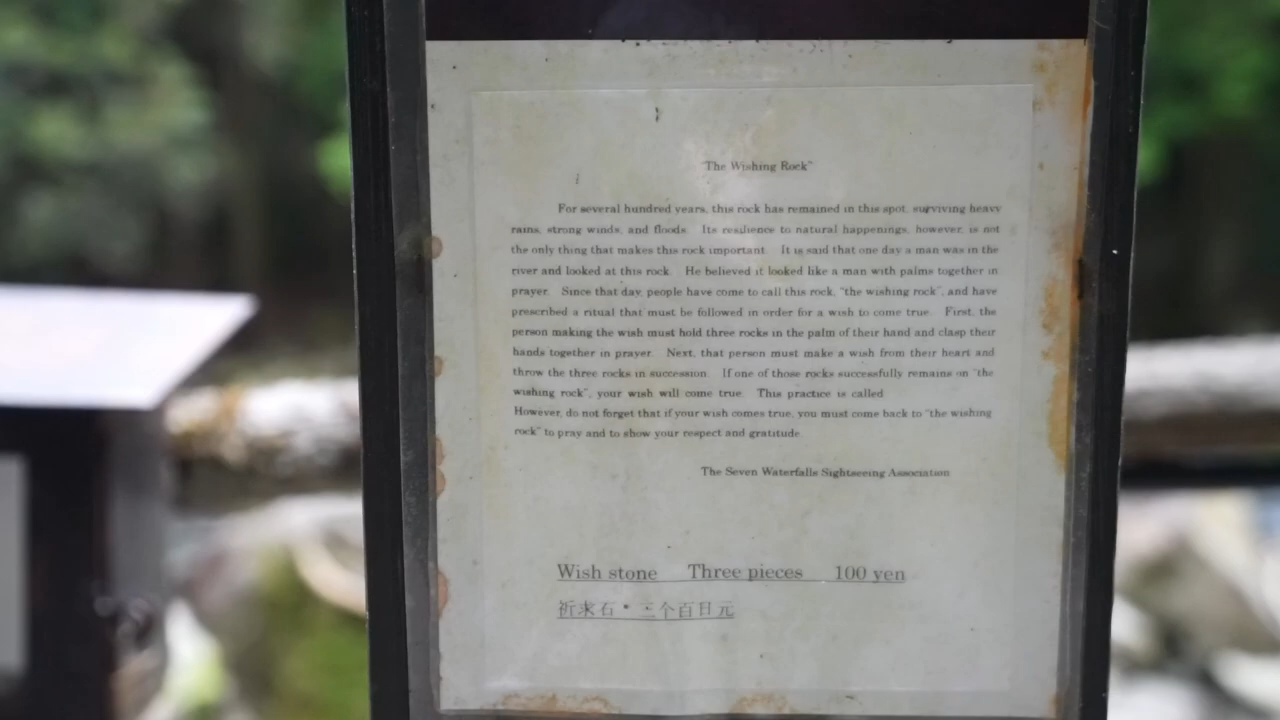 "The Wishing Rock"
For several hundred years, this rock has remained in this spot, surviving heavy
rains, strong winds, and floods. Its resilience to natural happenings, however, is not
the only thing that makes this rock important. It is said that one day a man was in the
river and looked at this rock. He believed it looked like a man with palms together in
prayer. Since that day, people have come to call this rock, "the wishing rock", and have
prescribed a ritual that must be followed in order for a wish to come true. First, the
person making the wish must hold three rocks in the palm of their hand and clasp their
hands together in prayer. Next, that person must make a wish from their heart and
throw the three rocks in succession. If one of those rocks successfully remains on "the
wishing rock", your wish will come true. This practice is called
However, do not forget that if your wish comes true, you must come back to "the wishing
rock" to pray and to show your respect and gratitude.
The Seven Waterfalls Sightseeing Association
Wish stone Three pieces 100 yen
祈求石・三个百日元